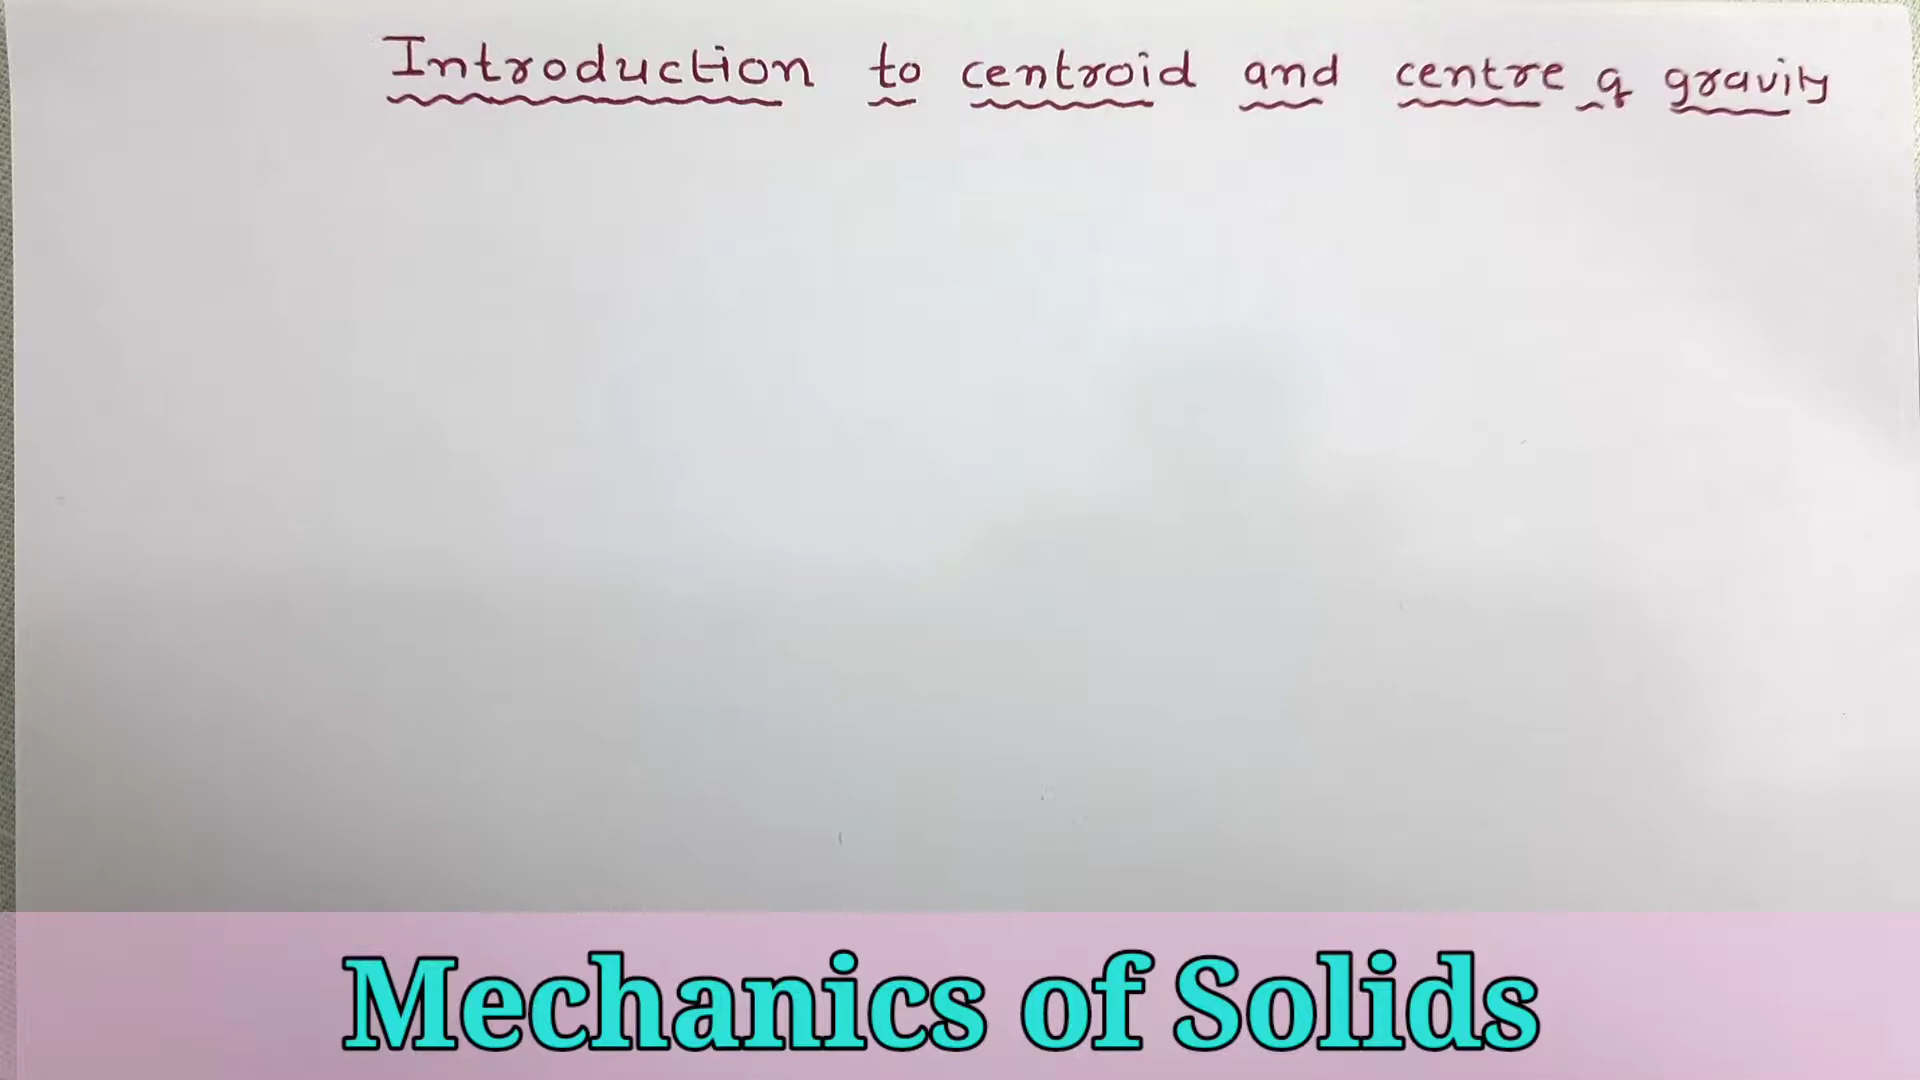 Introduction to centroid and centre of gravity
Mechanics of Solids